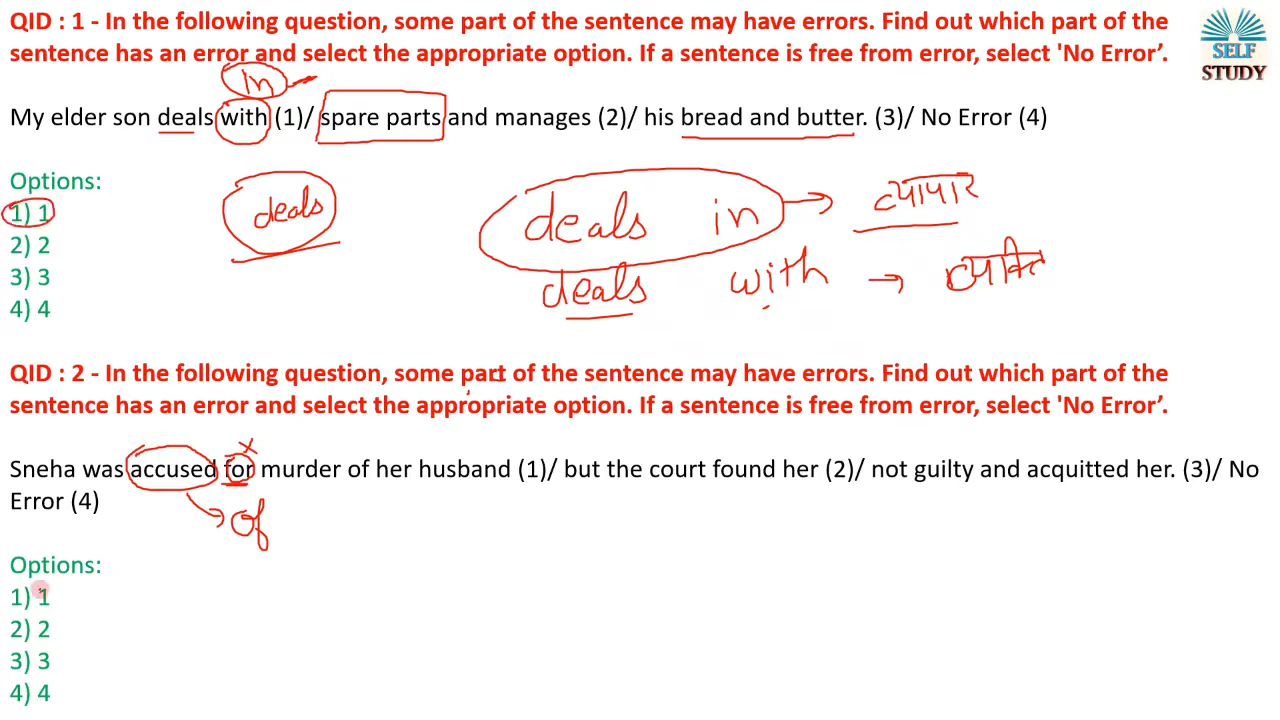 QID : 1 - In the following question, some part of the sentence may have errors. Find out which part of the
sentence has an error and select the appropriate option. If a sentence is free from error, select 'No Error’.
SELF
STUDY
In
My elder son deals with (1)/ spare parts and manages (2)/ his bread and butter. (3)/ No Error (4)
Options:
1) 1
2) 2
3) 3
4) 4
deals
deals in → व्यापार
deals with → व्यक्ति
QID : 2 - In the following question, some part of the sentence may have errors. Find out which part of the
sentence has an error and select the appropriate option. If a sentence is free from error, select 'No Error’.
x
Sneha was accused for murder of her husband (1)/ but the court found her (2)/ not guilty and acquitted her. (3)/ No
Error (4)
of
Options:
1) 1
2) 2
3) 3
4) 4